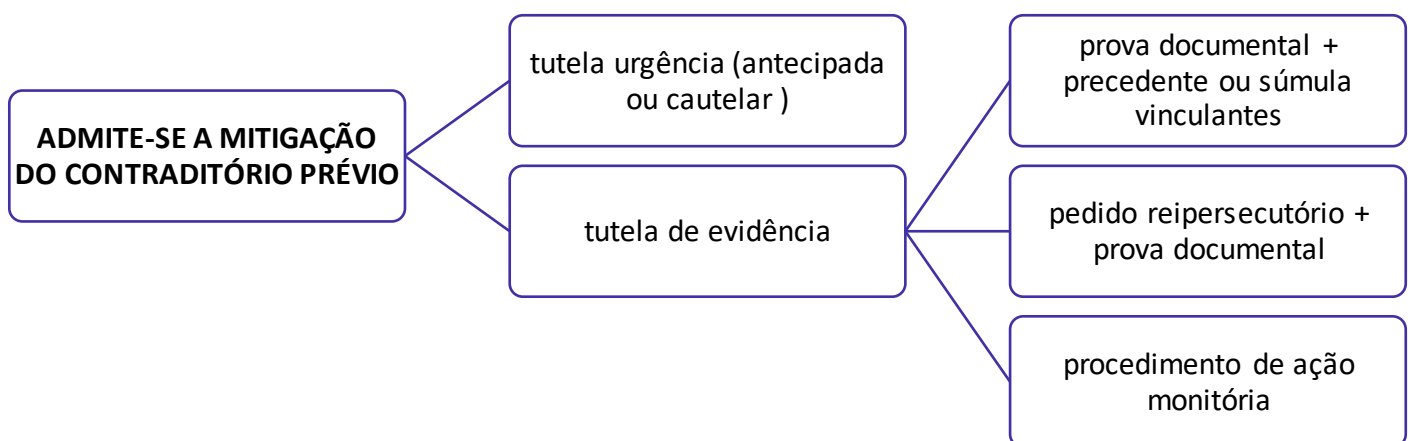 ADMITE-SE A MITIGAÇÃO
DO CONTRADITÓRIO PRÉVIO
tutela urgência (antecipada
ou cautelar )
tutela de evidência
prova documental +
precedente ou súmula
vinculantes
pedido reipersecutório +
prova documental
procedimento de ação
monitória